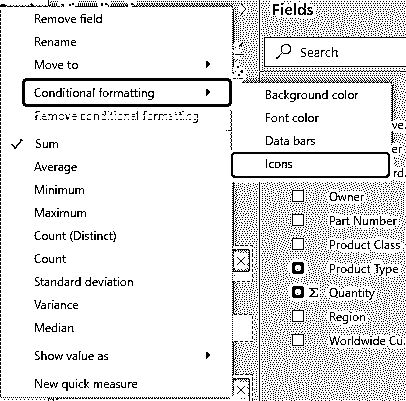 Fields
Search
Remove field
Rename
Move to
Conditional formatting
Remove conditional formatting
Sum
Average
Minimum
Maximum
Count (Distinct)
Count
Standard deviation
Variance
Median
Show value as
New quick measure
Background color
Font color
Data bars
Icons
Owner
Part Number
Product Class
Product Type
Σ Quantity
Region
Worldwide Cu.